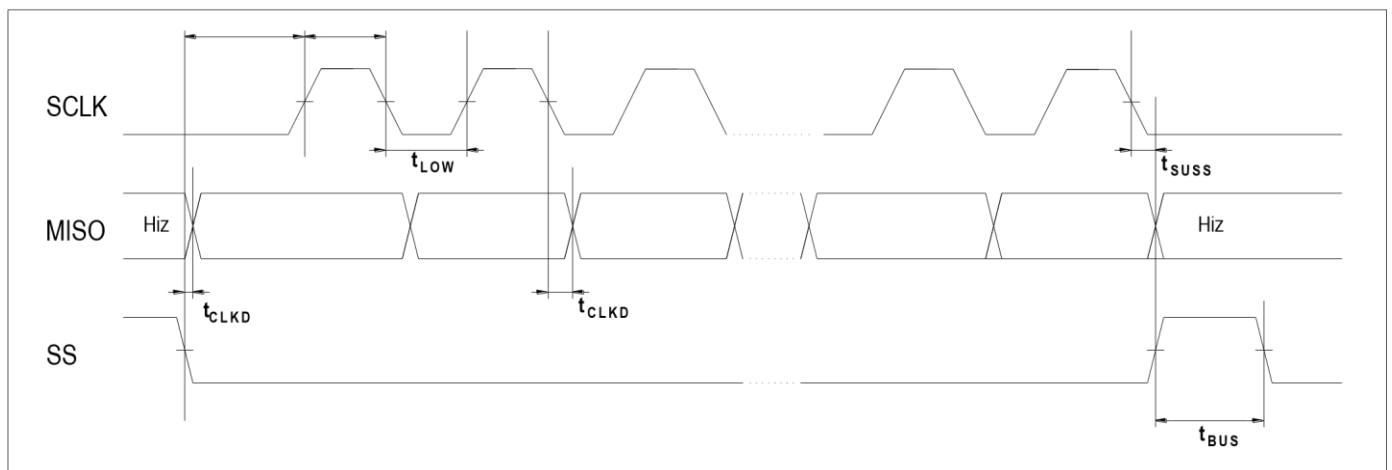 SCLK
tLOW
tSUSS
MISO
Hiz
Hiz
tCLKD
tCLKD
SS
tBUS